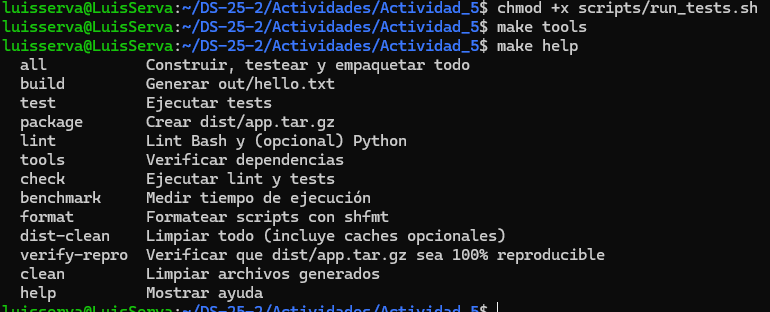 luisserva@LuisServa:~/DS-25-2/Actividades/Actividad_5$ chmod +x scripts/run_tests.sh
luisserva@LuisServa:~/DS-25-2/Actividades/Actividad_5$ make tools
luisserva@LuisServa:~/DS-25-2/Actividades/Actividad_5$ make help
  all          Construir, testear y empaquetar todo
  build        Generar out/hello.txt
  test         Ejecutar tests
  package      Crear dist/app.tar.gz
  lint         Lint Bash y (opcional) Python
  tools        Verificar dependencias
  check        Ejecutar lint y tests
  benchmark    Medir tiempo de ejecución
  format       Formatear scripts con shfmt
  dist-clean   Limpiar todo (incluye caches opcionales)
  verify-repro Verificar que dist/app.tar.gz sea 100% reproducible
  clean        Limpiar archivos generados
  help         Mostrar ayuda
luisserva@LuisServa:~/DS-25-2/Actividades/Actividad_5$